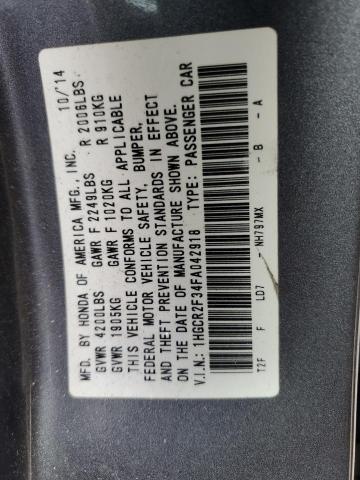 MFD. BY HONDA OF AMERICA MFG., INC. 10/14
GVWR 4200LBS GAWR F 2249LBS R 2006LBS
GVWR 1905KG GAWR F 1020KG R 910KG
THIS VEHICLE CONFORMS TO ALL APPLICABLE
FEDERAL MOTOR VEHICLE SAFETY, BUMPER,
AND THEFT PREVENTION STANDARDS IN EFFECT
ON THE DATE OF MANUFACTURE SHOWN ABOVE.
V.I.N.: 1HGCR2F34FA042918 TYPE: PASSENGER CAR
T2F F LD7 NH797MX -B -A